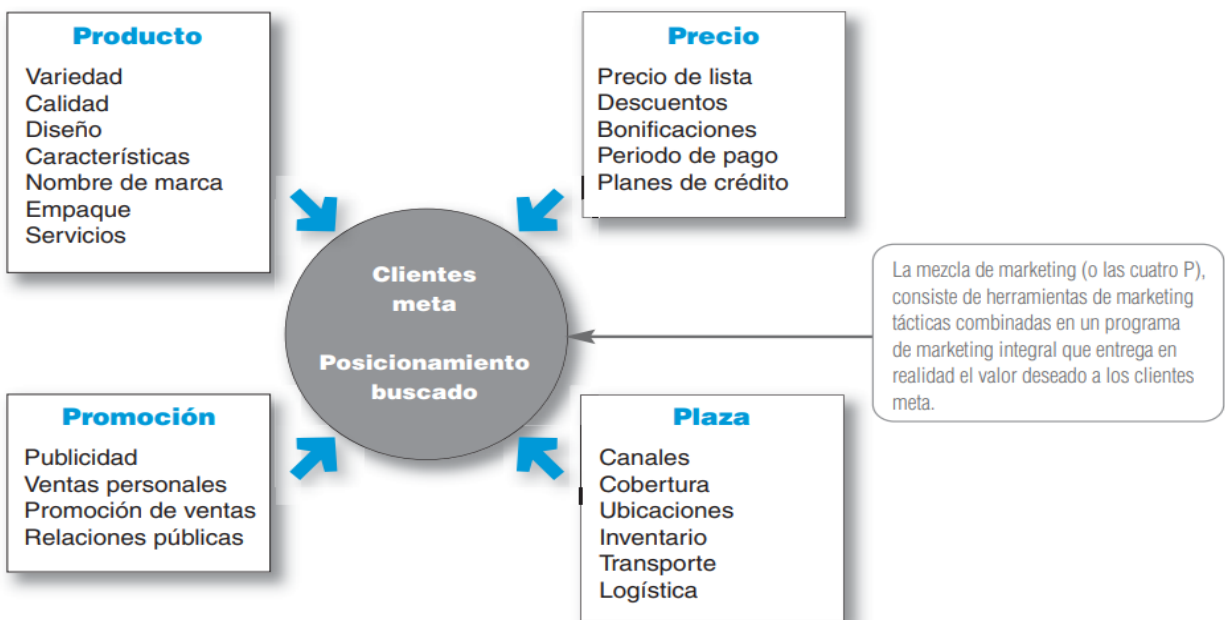 Producto
Variedad
Calidad
Diseño
Características
Nombre de marca
Empaque
Servicios
Precio
Precio de lista
Descuentos
Bonificaciones
Periodo de pago
Planes de crédito
Clientes
meta
Posicionamiento
buscado
La mezcla de marketing (o las cuatro P),
consiste de herramientas de marketing
tácticas combinadas en un programa
de marketing integral que entrega en
realidad el valor deseado a los clientes
meta.
Promoción
Publicidad
Ventas personales
Promoción de ventas
Relaciones públicas
Plaza
Canales
Cobertura
Ubicaciones
Inventario
Transporte
Logística